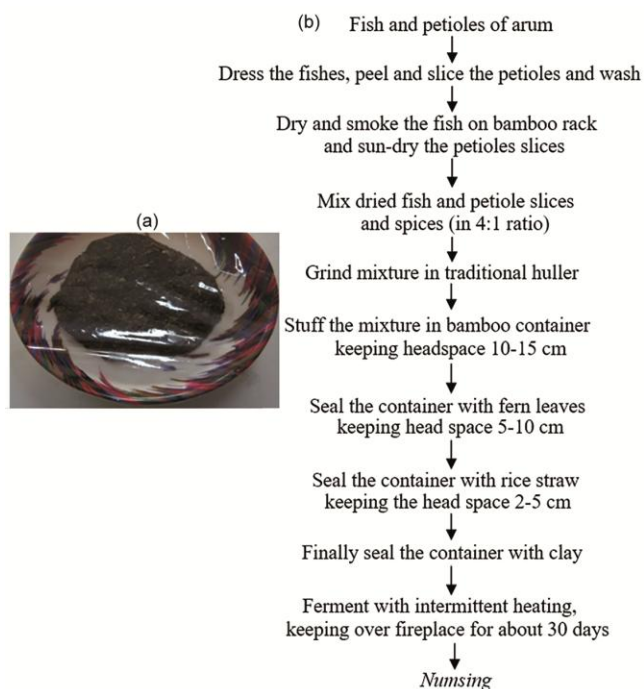 (b)
Fish and petioles of arum
Dress the fishes, peel and slice the petioles and wash
Dry and smoke the fish on bamboo rack
and sun-dry the petioles slices
Mix dried fish and petiole slices
and spices (in 4:1 ratio)
(a)
Grind mixture in traditional huller
Stuff the mixture in bamboo container
keeping headspace 10-15 cm
Seal the container with fern leaves
keeping head space 5-10 cm
Seal the container with rice straw
keeping the head space 2-5 cm
Finally seal the container with clay
Ferment with intermittent heating,
keeping over fireplace for about 30 days
Numsing